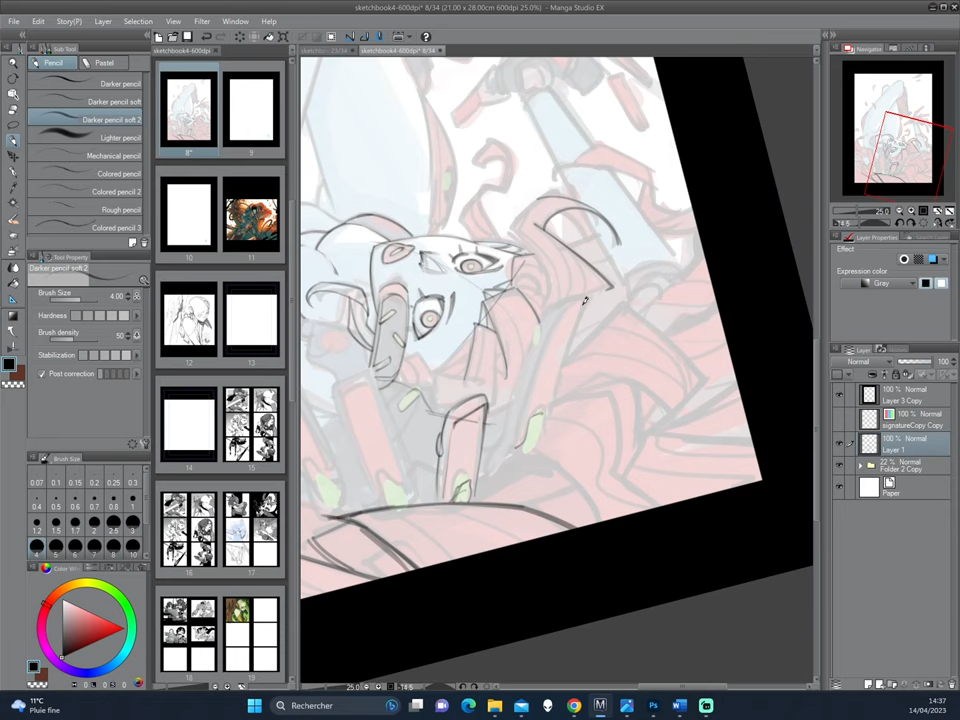 sketchbook4-600dpi* 8/34 (21.00 x 28.00cm 600dpi 25.0%) - Manga Studio EX
File Edit Story(P) Layer Selection View Filter Window Help
Sub Tool
Pencil Pastel
Darker pencil
Darker pencil soft
Darker pencil soft 2
Lighter pencil
Mechanical pencil
Colored pencil
Colored pencil 2
Rough pencil
Colored pencil 3
Tool Property
Darker pencil soft 2
Brush Size 4.00
Hardness
Brush density 50
Stabilization
Post correction
Brush Size
0.07 0.1 0.15 0.2 0.25 0.3
0.4 0.5 0.6 0.7 0.8 1
1.2 1.5 1.7 2 2.5 3
4 5 6 7 8 10
sketchbook4-600dpi
8* 9
10 11
12 13
14 15
16 17
18 19
sketchbook4-600dpi* 8/34
25.0
Navigator
25.0
Layer Properties
Effect
Expression color
Gray
Layer
Normal 100
100 % Normal
Layer 3 Copy
100 % Normal
signatureCopy Copy
100 % Normal
Layer 1
22 % Normal
Folder 2 Copy
Paper
11°C
Pluie fine
Rechercher
14:37
14/04/2023